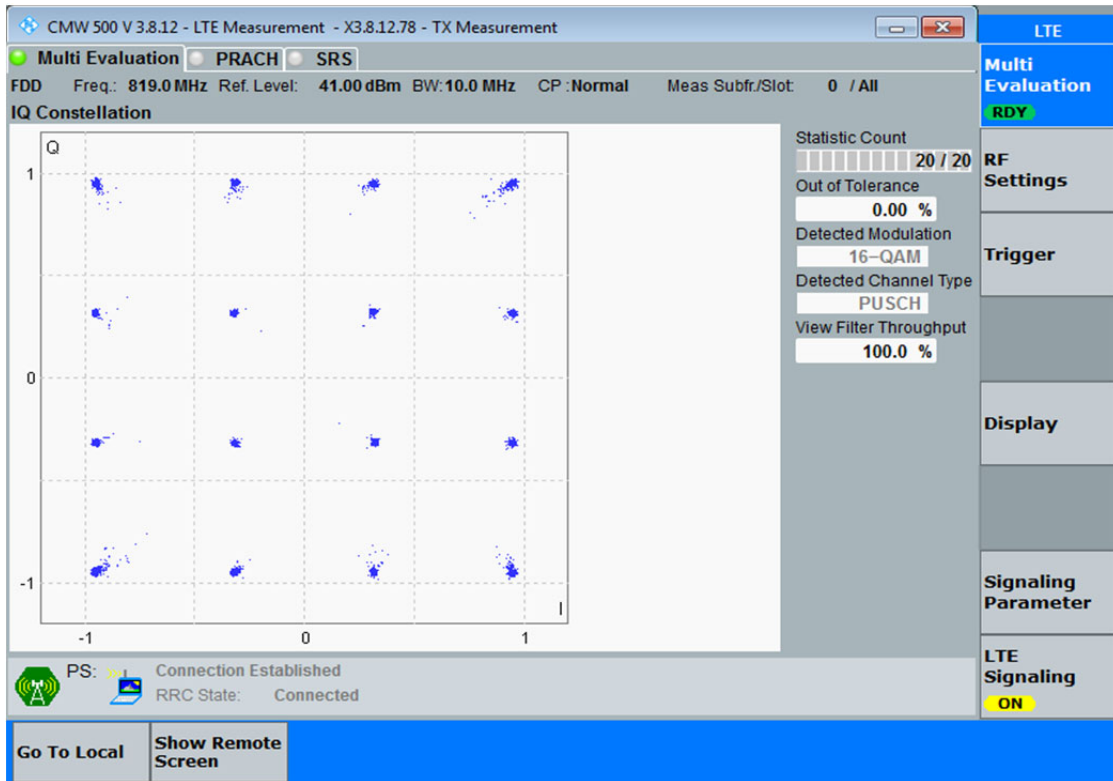 CMW 500 V 3.8.12 - LTE Measurement - X3.8.12.78 - TX Measurement
LTE
Multi Evaluation PRACH SRS
FDD Freq.: 819.0 MHz Ref. Level: 41.00 dBm BW: 10.0 MHz CP : Normal Meas Subfr./Slot: 0 / All
IQ Constellation
Q
1
0
-1
I
-1 0 1
Statistic Count
20 / 20
Out of Tolerance
0.00 %
Detected Modulation
16-QAM
Detected Channel Type
PUSCH
View Filter Throughput
100.0 %
Multi
Evaluation
RDY
RF
Settings
Trigger
Display
Signaling
Parameter
LTE
Signaling
ON
PS: Connection Established
RRC State: Connected
Go To Local
Show Remote
Screen